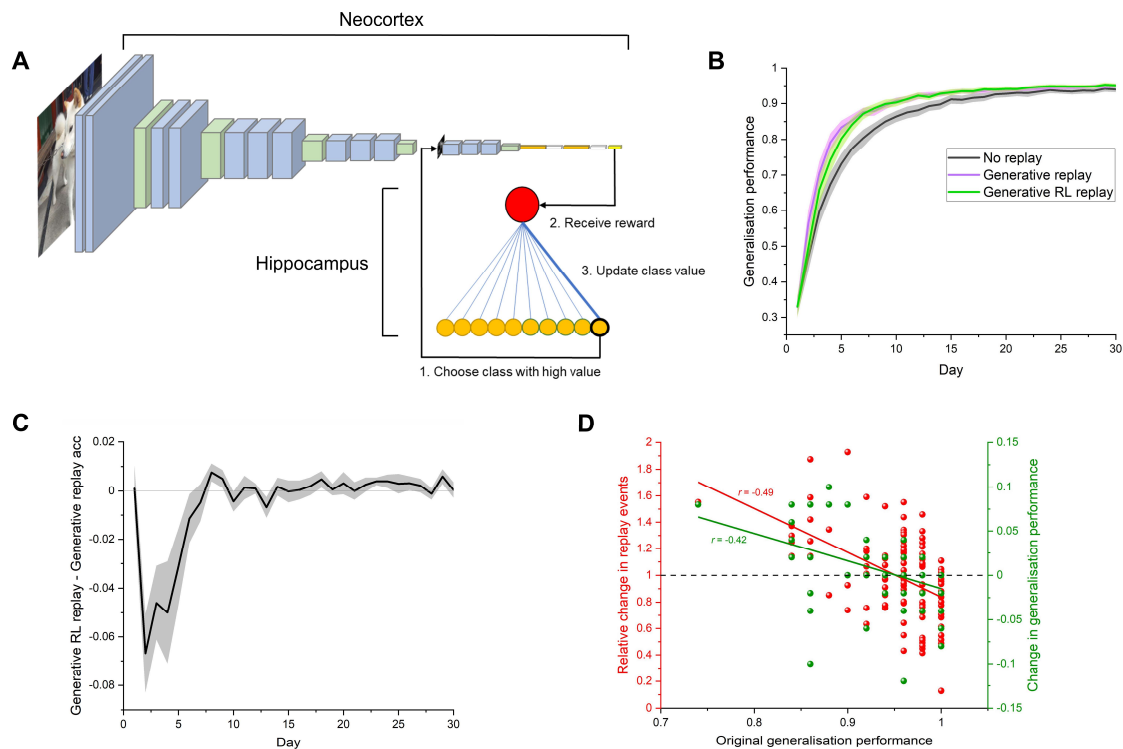 Neocortex
A
Hippocampus
2. Receive reward
3. Update class value
1. Choose class with high value
B
Generalisation performance
1
0.9
0.8
0.7
0.6
0.5
0.4
0.3
0
5
10
15
20
25
30
Day
No replay
Generative replay
Generative RL replay
C
Generative RL replay - Generative replay acc
0.02
0
-0.02
-0.04
-0.06
-0.08
0
5
10
15
20
25
30
Day
D
Relative change in replay events
2
1.8
1.6
1.4
1.2
1
0.8
0.6
0.4
0.2
0
r = -0.49
r = -0.42
0.15
0.1
0.05
0
-0.05
-0.1
-0.15
Change in generalisation performance
0.7
0.8
0.9
1
Original generalisation performance